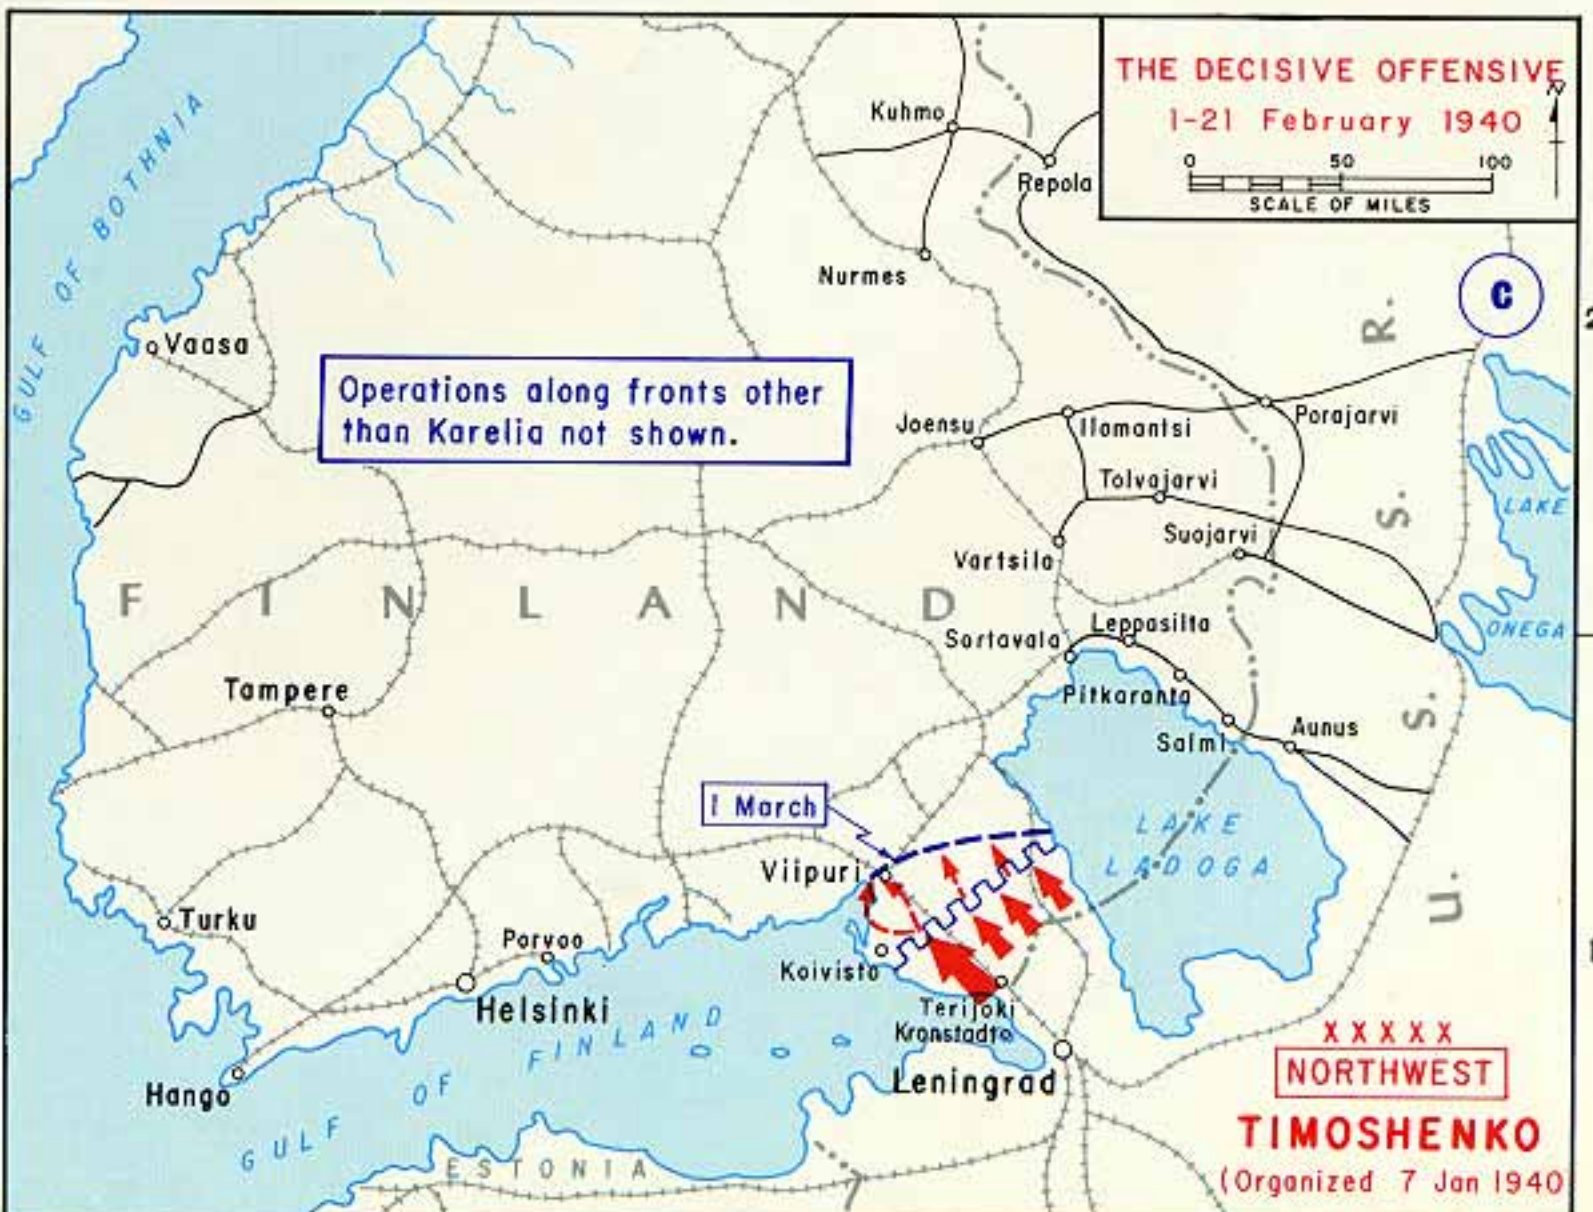 THE DECISIVE OFFENSIVE
1-21 February 1940
N
0 50 100
SCALE OF MILES
Kuhmo
Repola
Nurmes
GULF OF BOTHNIA
C
R.
2
Vaasa
Operations along fronts other
than Karelia not shown.
Joensu
Ilomantsi
Porajarvi
Tolvajarvi
S.
LAKE
Suojarvi
Vartsila
FINLAND
Sortavala
Leppasilta
ONEGA
Tampere
Pitkaranta
S.
Salmi
Aunus
1 March
LAKE
LADOGA
Viipuri
U.
Turku
Porvoo
Koivisto
1
Helsinki
Terijoki
Kronstadt
GULF OF FINLAND
XXXXX
Hango
Leningrad
NORTHWEST
TIMOSHENKO
ESTONIA
(Organized 7 Jan 1940